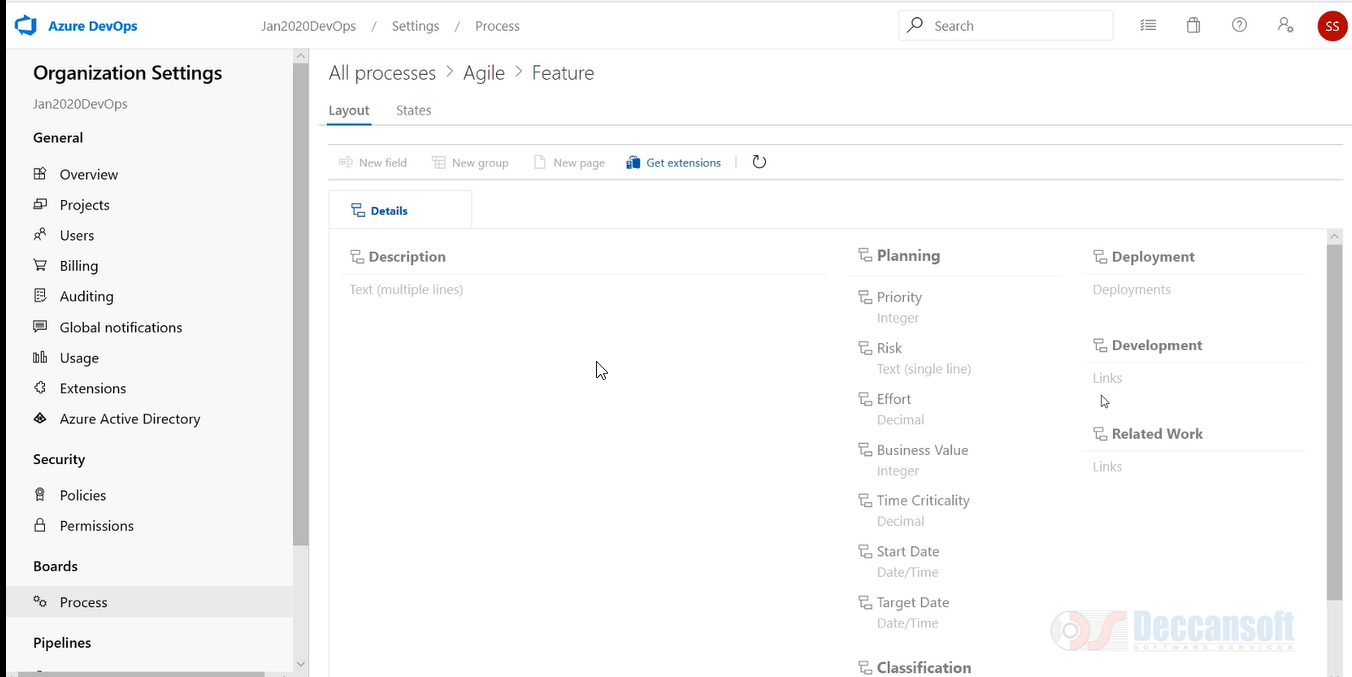 Azure DevOps
Jan2020DevOps / Settings / Process
Search
SS
Organization Settings
Jan2020DevOps
General
Overview
Projects
Users
Billing
Auditing
Global notifications
Usage
Extensions
Azure Active Directory
Security
Policies
Permissions
Boards
Process
Pipelines
All processes > Agile > Feature
Layout States
New field New group New page Get extensions
Details
Description
Text (multiple lines)
Planning
Priority
Integer
Risk
Text (single line)
Effort
Decimal
Business Value
Integer
Time Criticality
Decimal
Start Date
Date/Time
Target Date
Date/Time
Classification
Deployment
Deployments
Development
Links
Related Work
Links
Deccansoft
SOFTWARE SERVICES